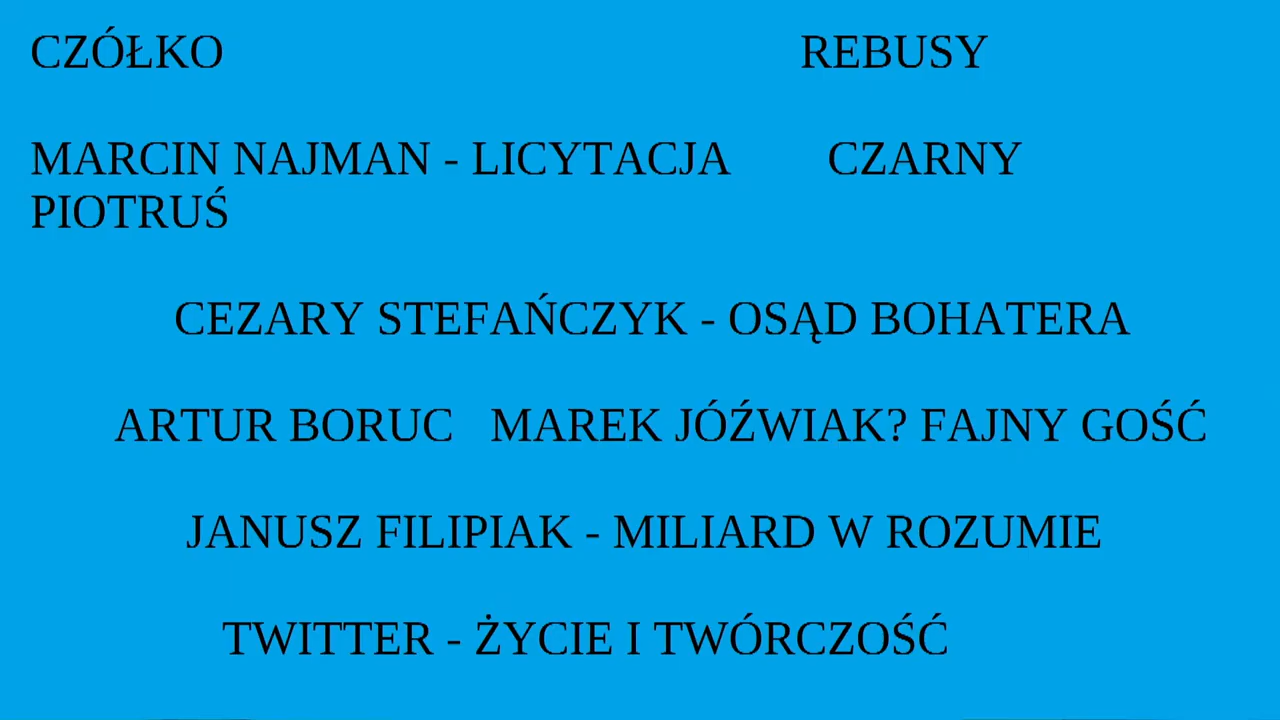 CZÓŁKO REBUSY
MARCIN NAJMAN - LICYTACJA CZARNY
PIOTRUŚ
CEZARY STEFAŃCZYK - OSĄD BOHATERA
ARTUR BORUC MAREK JÓŹWIAK? FAJNY GOŚĆ
JANUSZ FILIPIAK - MILIARD W ROZUMIE
TWITTER - ŻYCIE I TWÓRCZOŚĆ